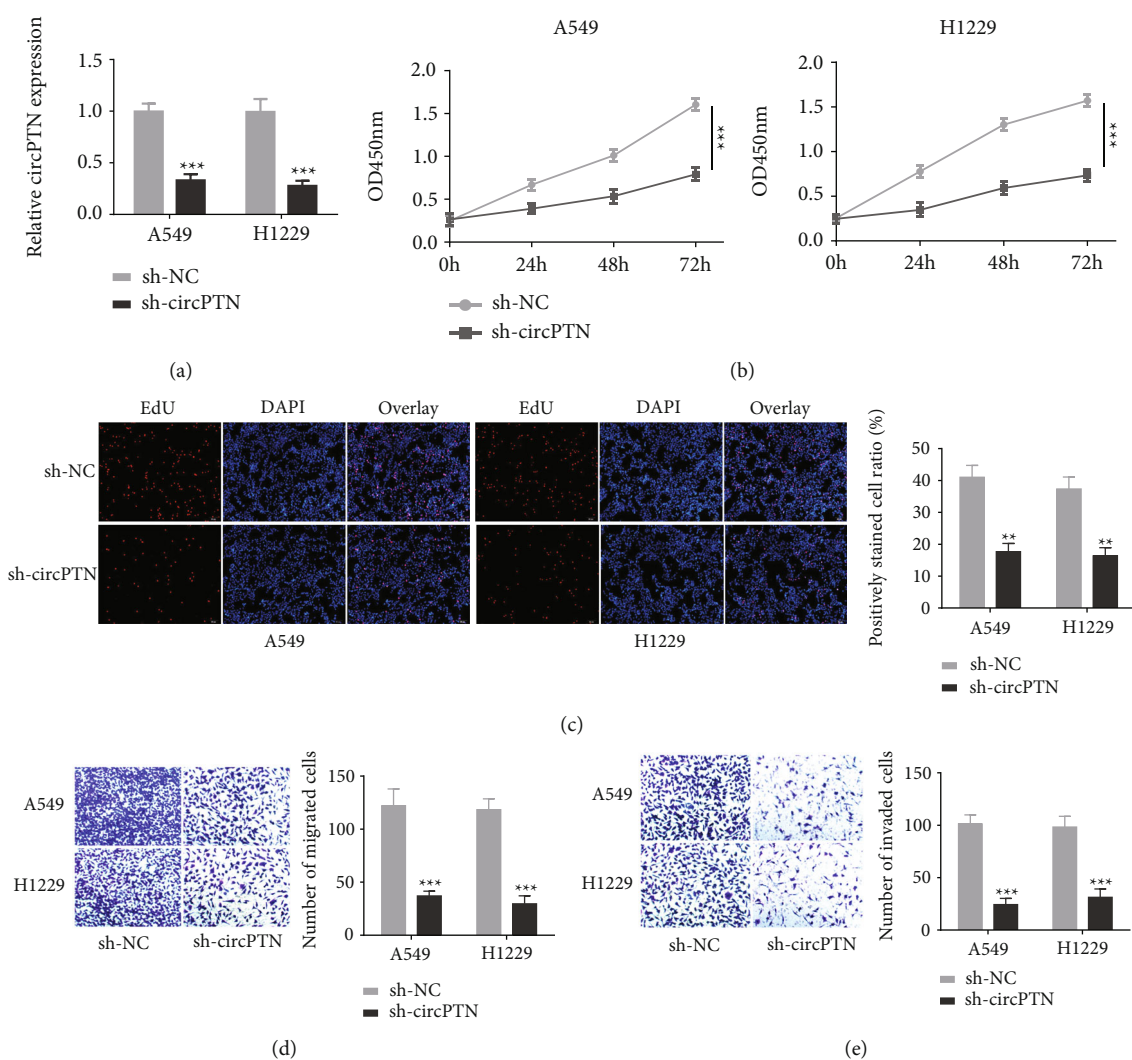 Relative circPTN expression
1.5
1.0
0.5
0.0
***
***
A549
H1229
sh-NC
sh-circPTN
(a)
A549
OD450nm
2.0
1.5
1.0
0.5
0.0
***
0h
24h
48h
72h
H1229
OD450nm
2.0
1.5
1.0
0.5
0.0
***
0h
24h
48h
72h
sh-NC
sh-circPTN
(b)
EdU
DAPI
Overlay
EdU
DAPI
Overlay
sh-NC
sh-circPTN
A549
H1229
Positively stained cell ratio (%)
50
40
30
20
10
0
**
**
A549
H1229
sh-NC
sh-circPTN
(c)
A549
H1229
sh-NC
sh-circPTN
Number of migrated cells
150
100
50
0
***
***
A549
H1229
sh-NC
sh-circPTN
(d)
A549
H1229
sh-NC
sh-circPTN
Number of invaded cells
150
100
50
0
***
***
A549
H1229
sh-NC
sh-circPTN
(e)